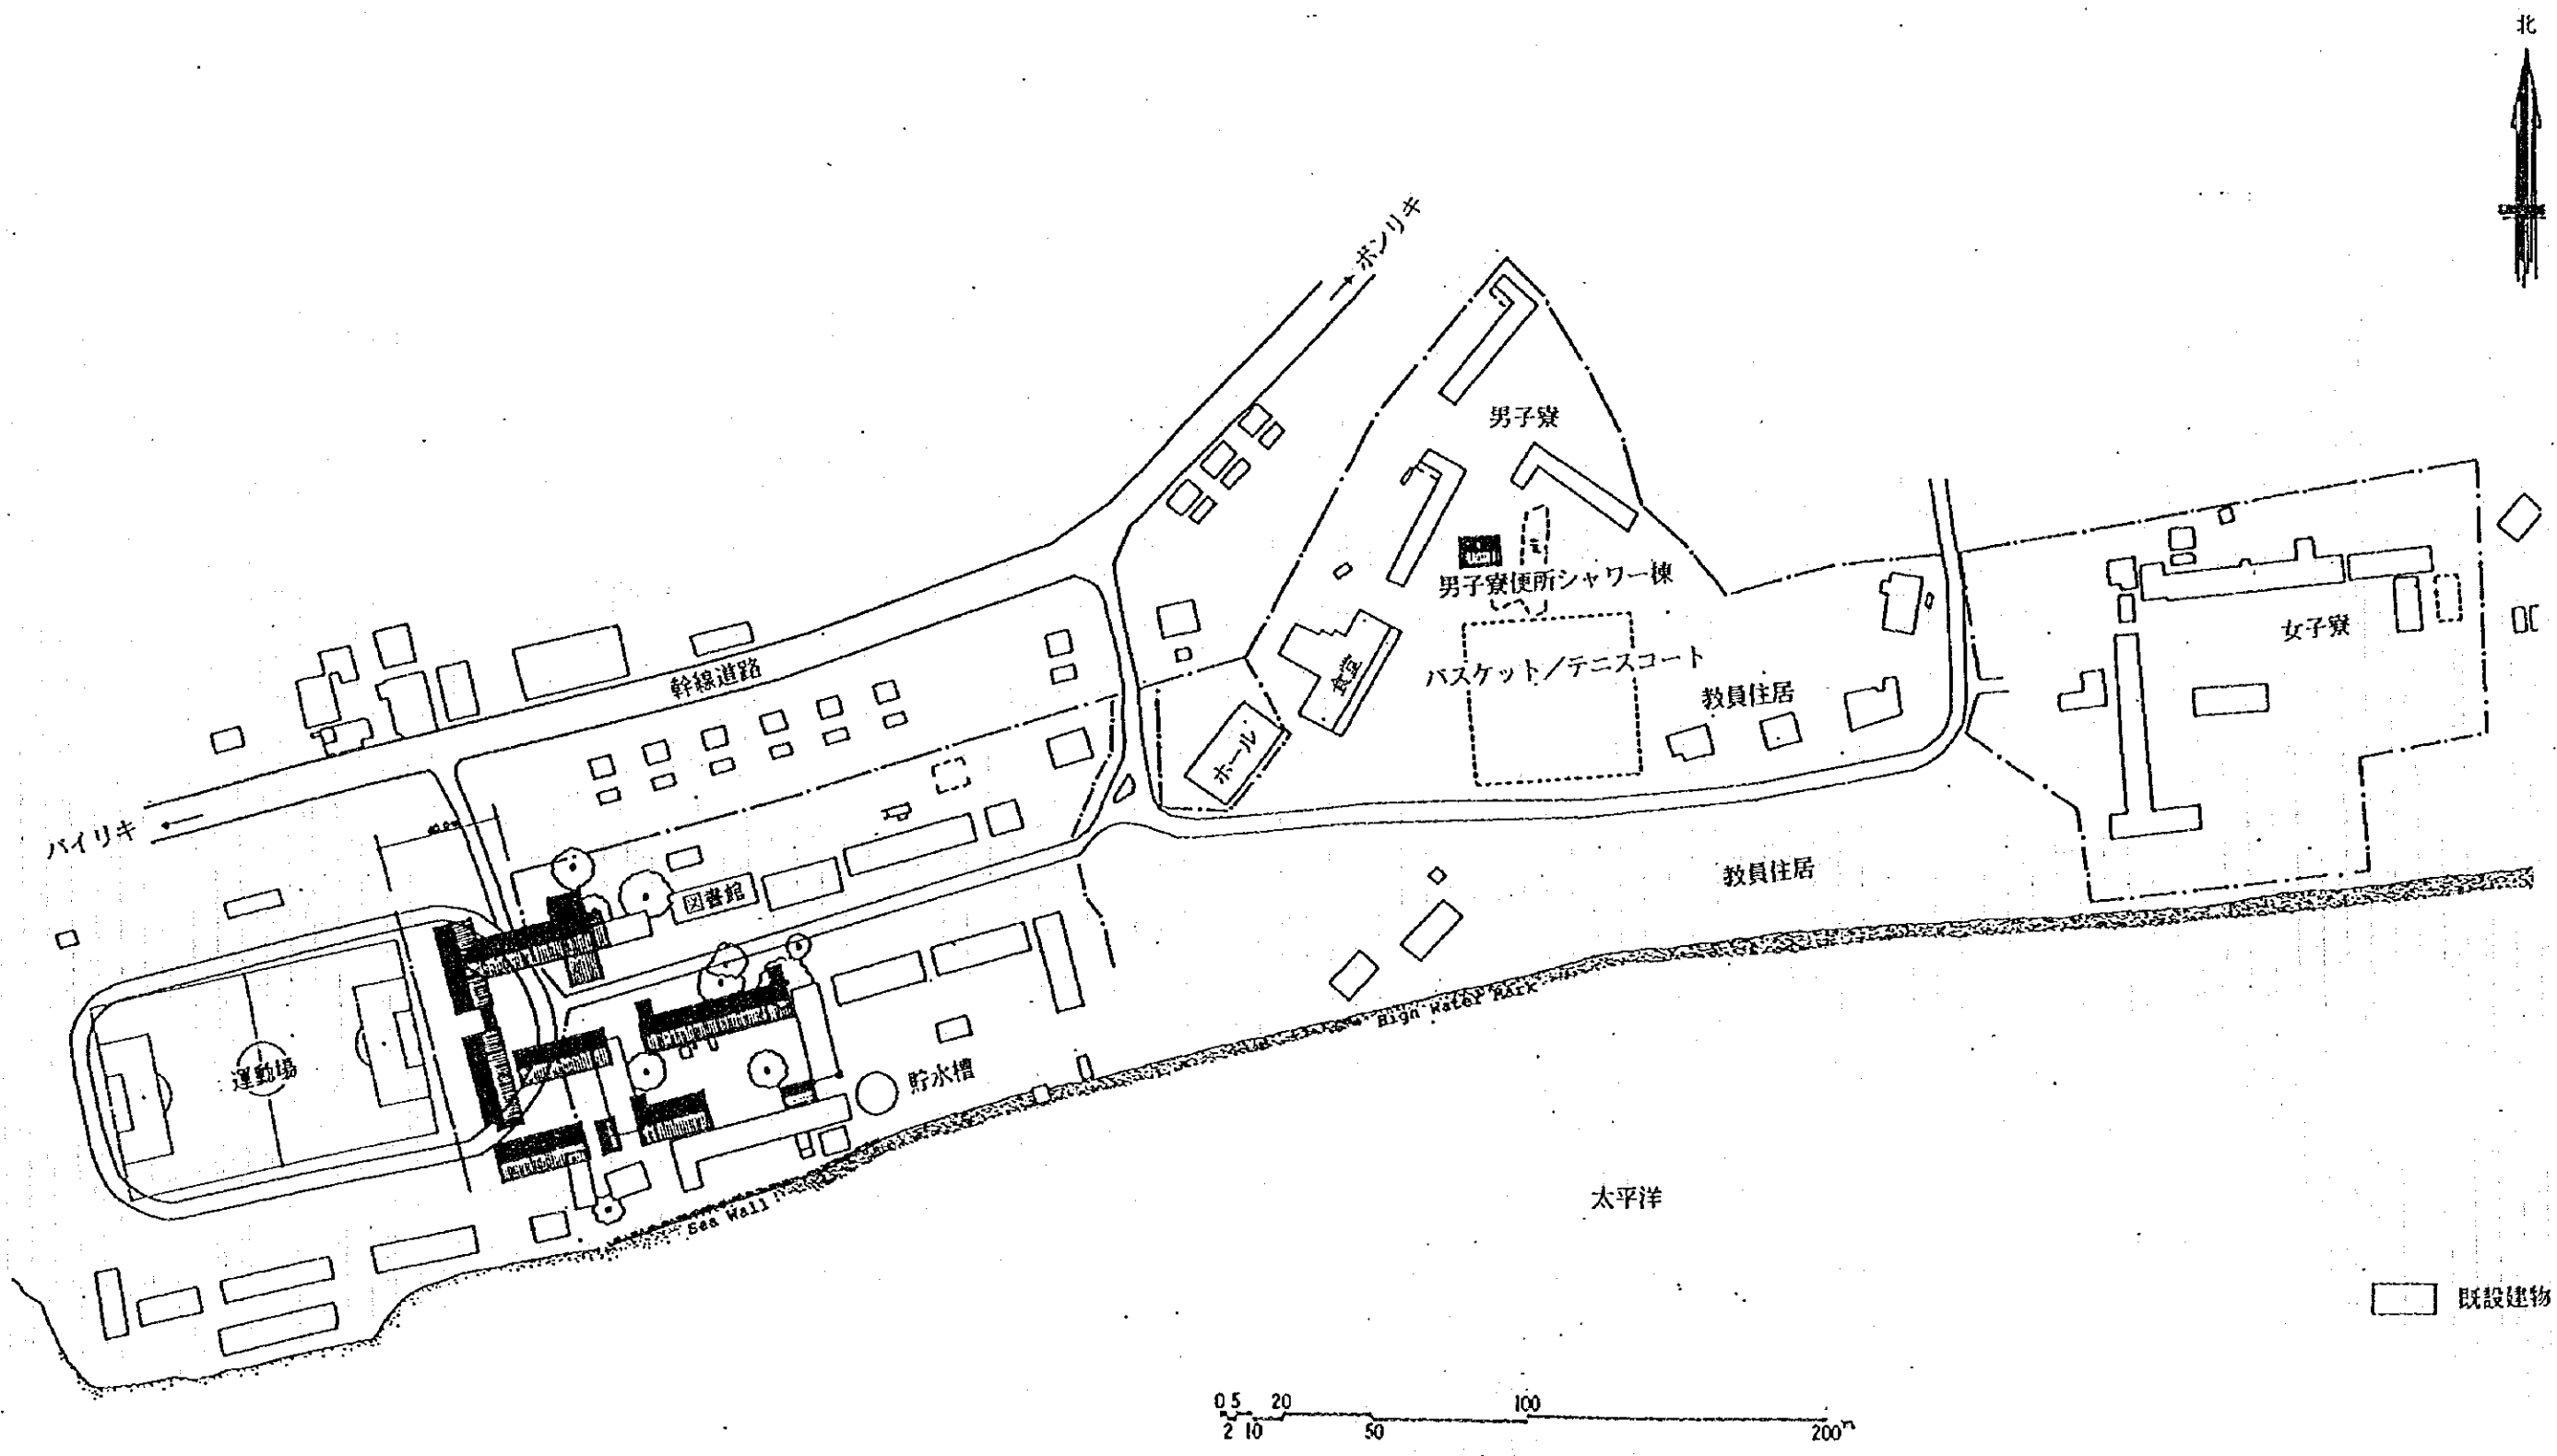 北
→ボンリキ
男子寮
男子寮便所シャワー棟
幹線道路
食堂
バスケット/テニスコート
教員住居
女子寮
ホール
バイリキ
図書館
教員住居
運動場
貯水槽
High Water Mark
Sea Wall
太平洋
既設建物
0 5 20 100
2 10 50 200m